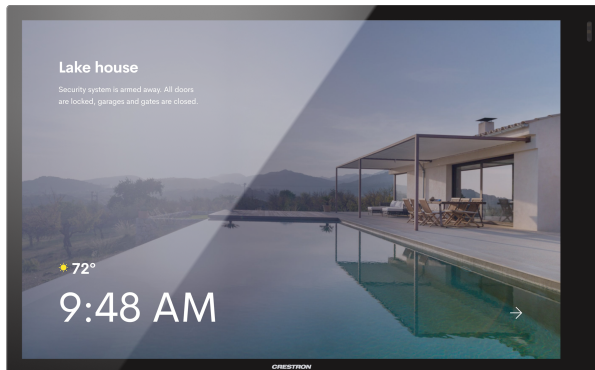 Lake house
Security system is armed away. All doors
are locked, garages and gates are closed.
72°
9:48 AM
CRESTRON